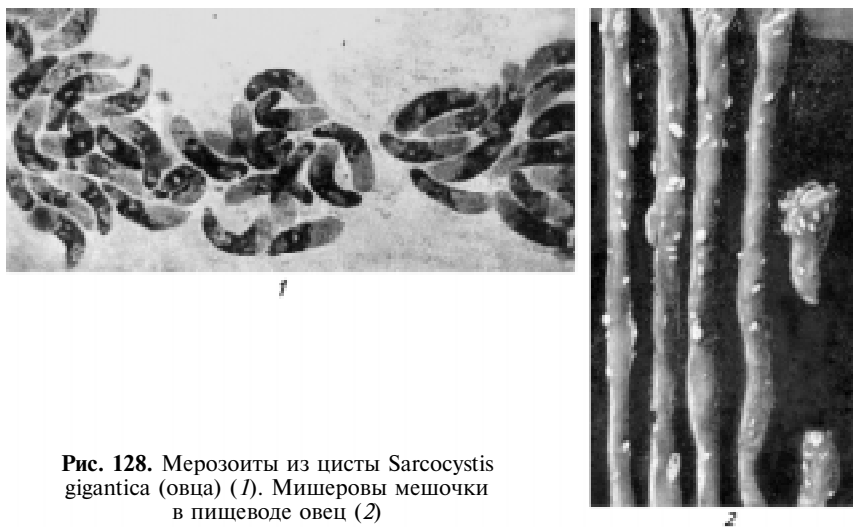 1
2
Рис. 128. Мерозоиты из цисты Sarcocystis
gigantica (овца) (1). Мишеровы мешочки
в пищеводе овец (2)